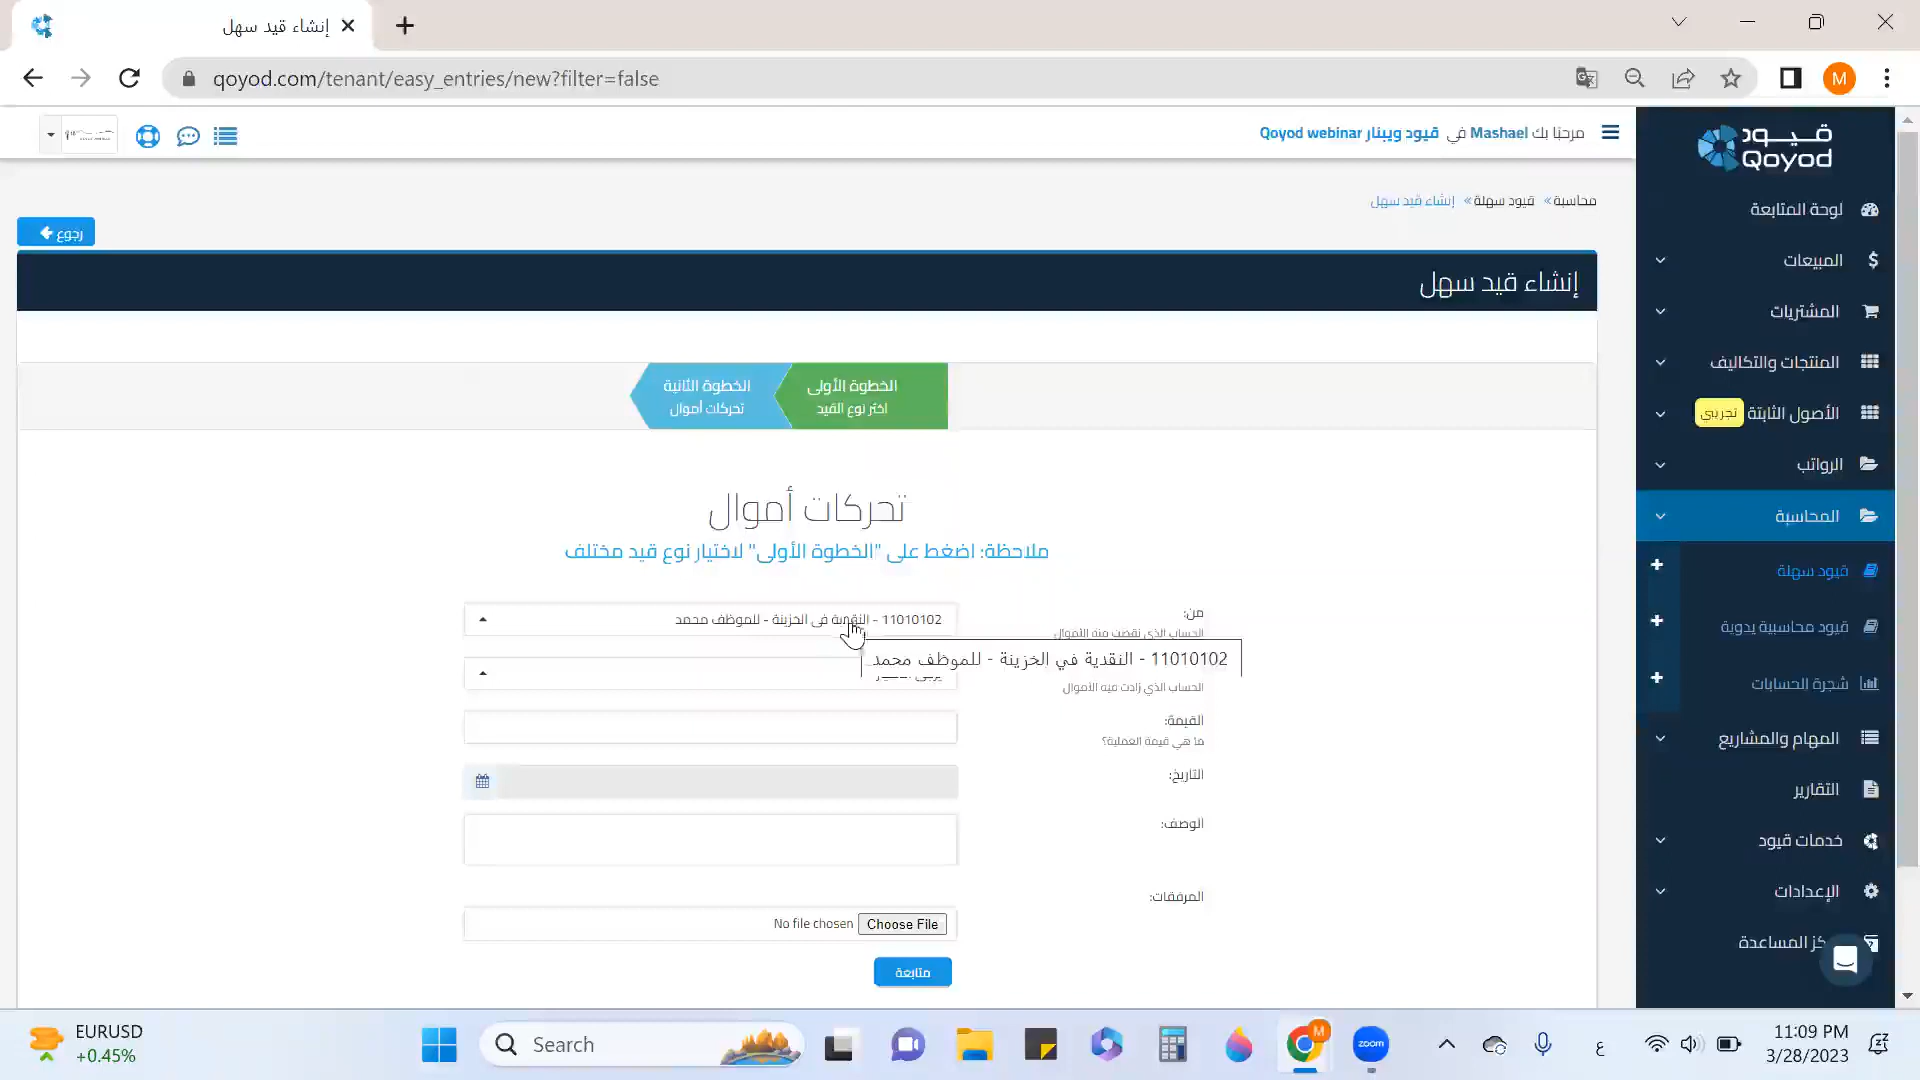 إنشاء قيد سهل
qoyod.com/tenant/easy_entries/new?filter=false
M
مرحبًا بك Mashael في قيود ويبنار Qoyod webinar
قيود
Qoyod
محاسبة » قيود سهلة » إنشاء قيد سهل
رجوع
إنشاء قيد سهل
الخطوة الأولى
اختر نوع القيد
الخطوة الثانية
تحركات أموال
تحركات أموال
ملاحظة: اضغط على "الخطوة الأولى" لاختيار نوع قيد مختلف
من:
الحساب الذي نقصت منه الأموال
11010102 - النقدية في الخزينة - للموظف محمد
11010102 - النقدية في الخزينة - للموظف محمد
الحساب الذي زادت فيه الأموال
القيمة:
ما هي قيمة العملية؟
التاريخ:
الوصف:
المرفقات:
Choose File No file chosen
متابعة
لوحة المتابعة
المبيعات
المشتريات
المنتجات والتكاليف
الأصول الثابتة تجريبي
الرواتب
المحاسبة
قيود سهلة
قيود محاسبية يدوية
شجرة الحسابات
المهام والمشاريع
التقارير
خدمات قيود
الإعدادات
كز المساعدة
EURUSD
+0.45%
Search
M
zoom
ع
11:09 PM
3/28/2023